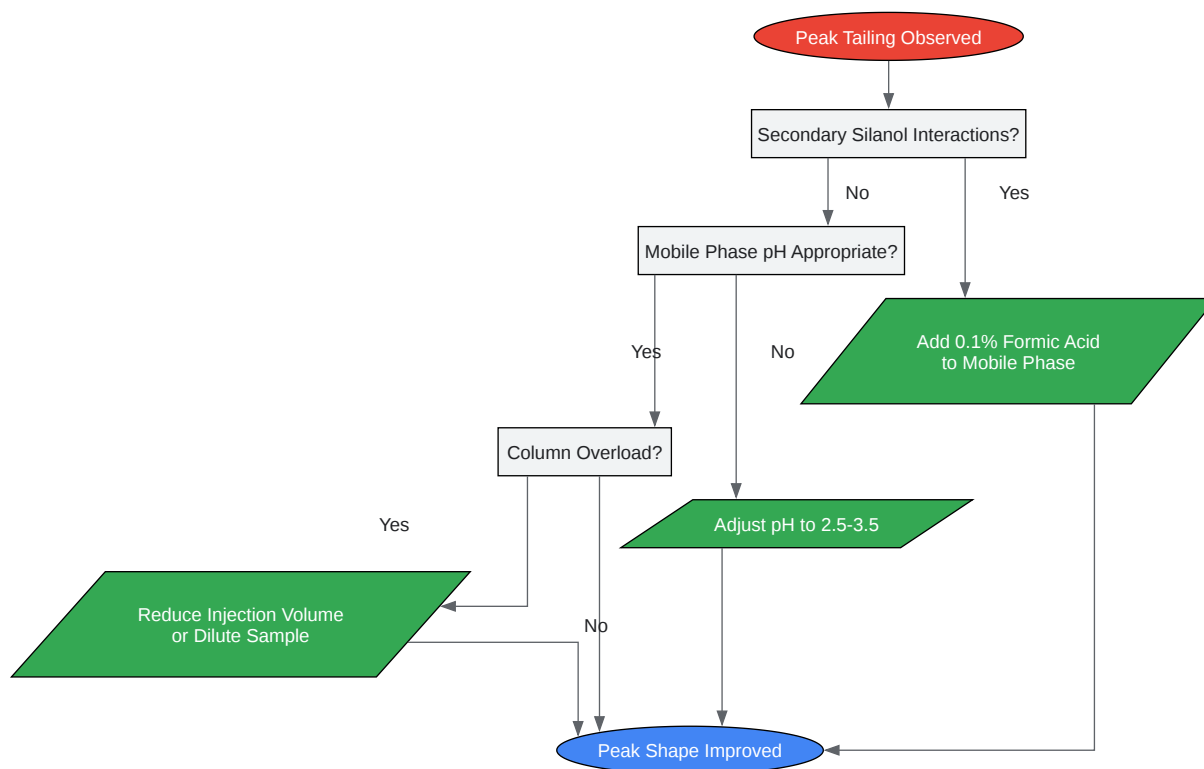 Peak Tailing Observed
Secondary Silanol Interactions?
No
Yes
Mobile Phase pH Appropriate?
Add 0.1% Formic Acid
to Mobile Phase
Yes
No
Column Overload?
Adjust pH to 2.5-3.5
Yes
Reduce Injection Volume
or Dilute Sample
No
Peak Shape Improved